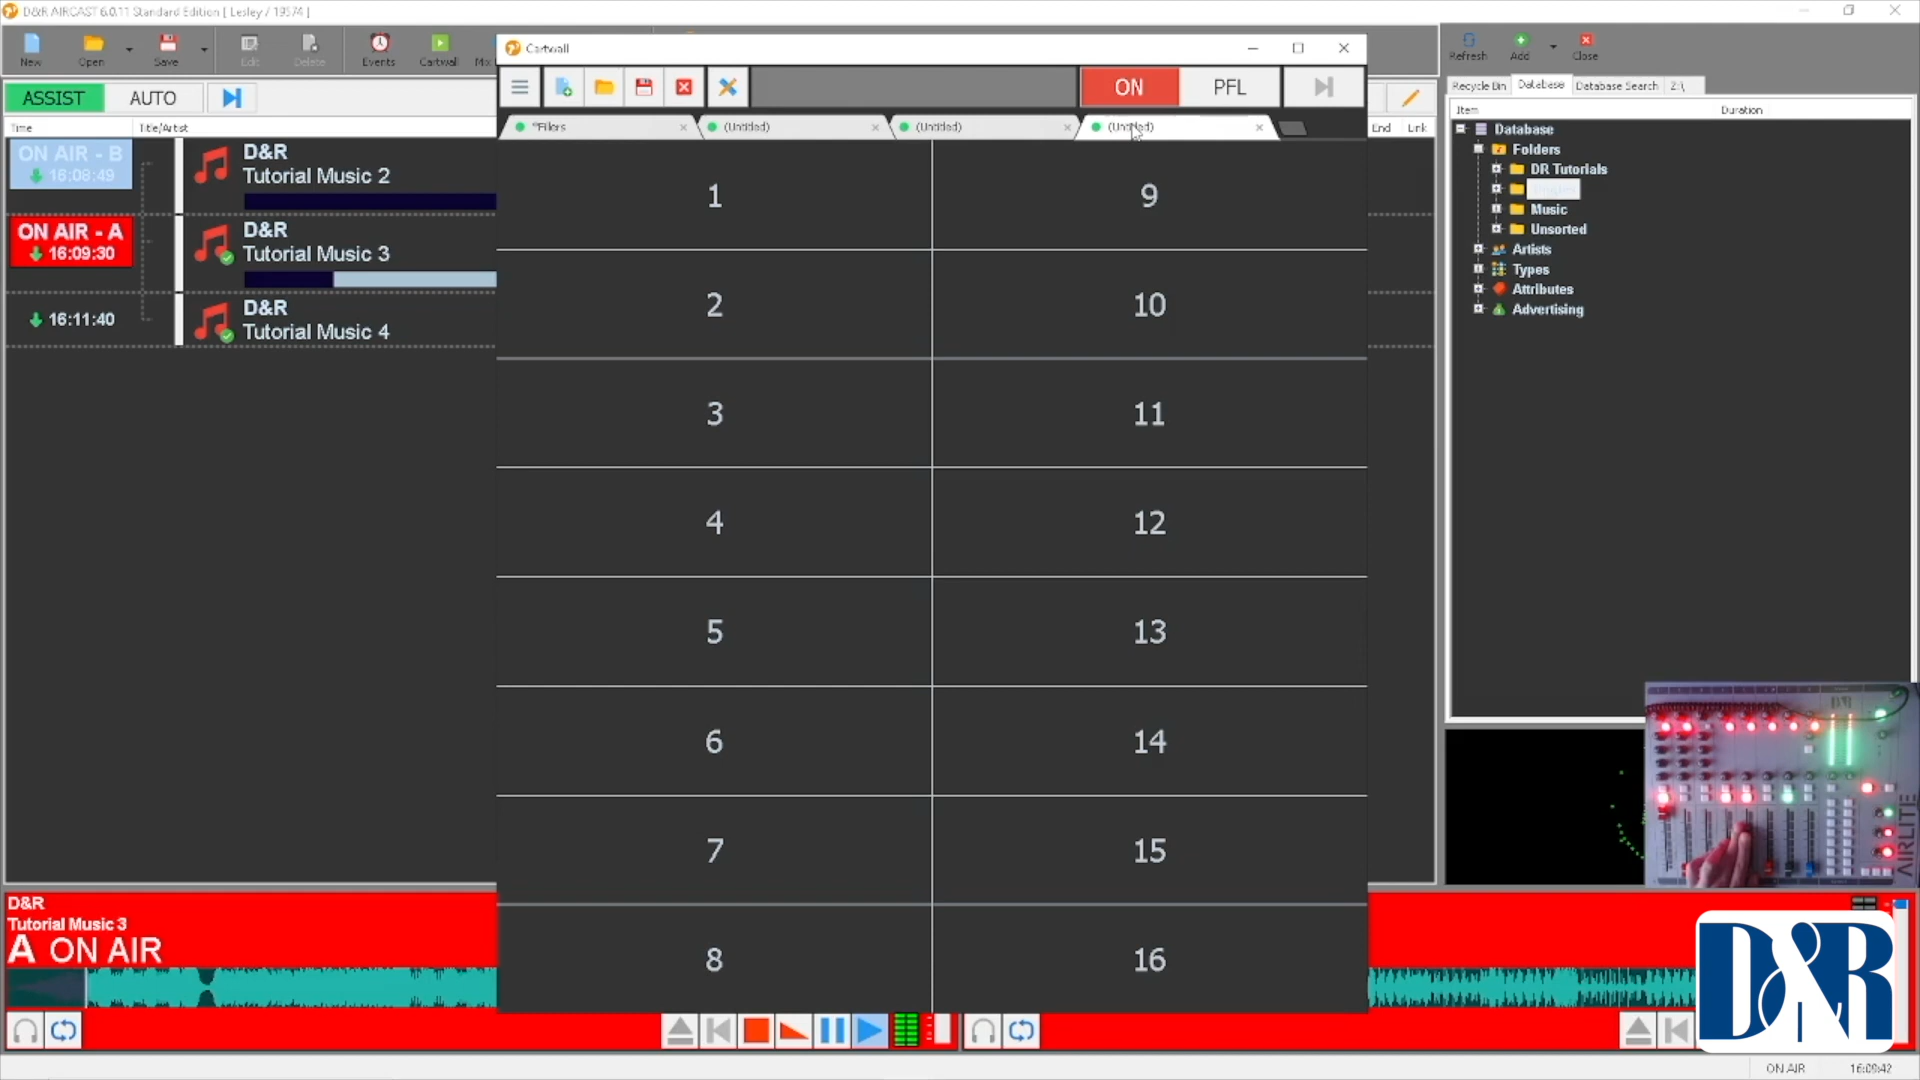 D&R AIRCAST 6.0.11 Standard Edition [ Lesley / 19574 ]
New
Open
Save
Edit
Delete
Events
Cartwall
Refresh
Add
Close
ASSIST
AUTO
Time
Title/Artist
End
Link
ON AIR - B
16:08:49
D&R
Tutorial Music 2
ON AIR - A
16:09:30
D&R
Tutorial Music 3
16:11:40
D&R
Tutorial Music 4
Cartwall
ON
PFL
*Fillers
(Untitled)
(Untitled)
(Untitled)
1
2
3
4
5
6
7
8
9
10
11
12
13
14
15
16
Recycle Bin
Database
Database Search
Z:\
Item
Duration
Database
Folders
DR Tutorials
Music
Unsorted
Artists
Types
Attributes
Advertising
AIRLITE
D&R
Tutorial Music 3
A ON AIR
D&R
ON AIR
16:09:42